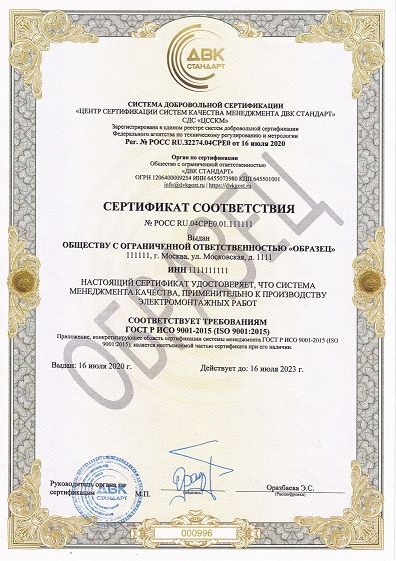 ДВК
СТАНДАРТ
СИСТЕМА ДОБРОВОЛЬНОЙ СЕРТИФИКАЦИИ
«ЦЕНТР СЕРТИФИКАЦИИ СИСТЕМ КАЧЕСТВА МЕНЕДЖМЕНТА ДВК СТАНДАРТ»
СДС «ЦССКМ»
Зарегистрирована в едином реестре систем добровольной сертификации
Федерального агентства по техническому регулированию и метрологии
Рег. № РОСС RU.32274.04СРЕ0 от 16 июля 2020
Орган по сертификации
Общество с ограниченной ответственностью
«ДВК СТАНДАРТ»
ОГРН 1206400009254 ИНН 6455073980 КПП 645501001
info@dvkgost.ru | https://dvkgost.ru
СЕРТИФИКАТ СООТВЕТСТВИЯ
№ РОСС RU.04СРЕ0.01.111111
Выдан
ОБЩЕСТВУ С ОГРАНИЧЕННОЙ ОТВЕТСТВЕННОСТЬЮ «ОБРАЗЕЦ»
111111, г. Москва, ул. Московская, д. 1111
ИНН 1111111111
НАСТОЯЩИЙ СЕРТИФИКАТ УДОСТОВЕРЯЕТ, ЧТО СИСТЕМА
МЕНЕДЖМЕНТА КАЧЕСТВА, ПРИМЕНИТЕЛЬНО К ПРОИЗВОДСТВУ
ЭЛЕКТРОМОНТАЖНЫХ РАБОТ
СООТВЕТСТВУЕТ ТРЕБОВАНИЯМ
ГОСТ Р ИСО 9001-2015 (ISO 9001:2015)
Приложение, конкретизирующее область сертификации системы менеджмента ГОСТ Р ИСО 9001-2015 (ISO
9001:2015), является неотъемлемой частью сертификата при его наличии.
Выдан: 16 июля 2020 г.
Действует до: 16 июля 2023 г.
ОБРАЗЕЦ
Руководитель органа по
сертификации
М.П.
(подпись)
Оразбаева Э.С.
(Расшифровка)
ДВК
СТАНДАРТ
000996